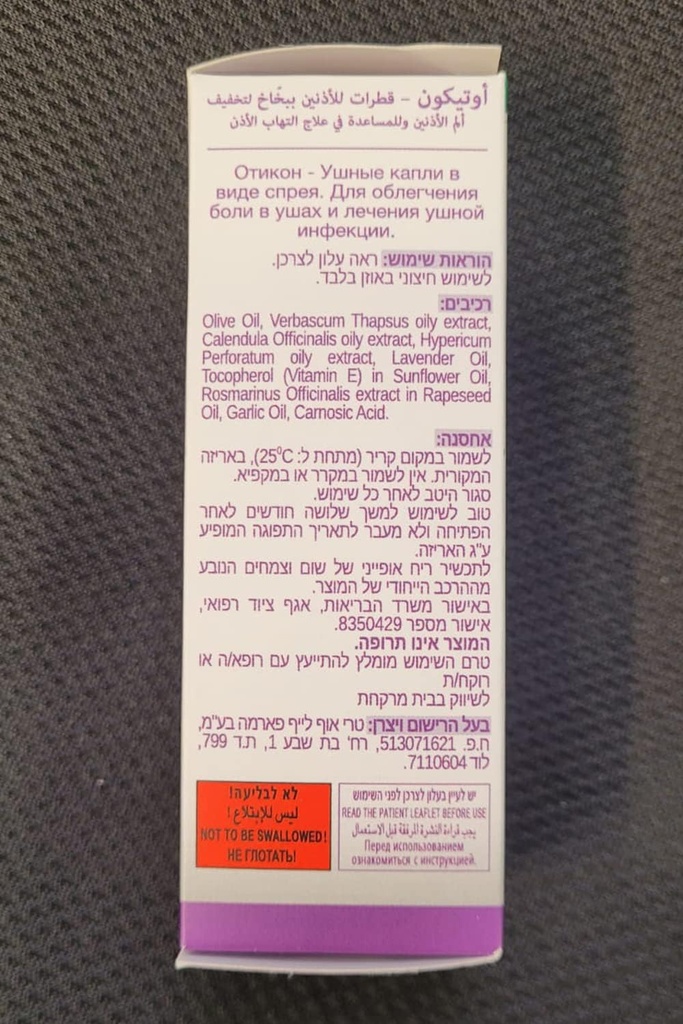 أوتيكون – قطرات للأذنين ببخّاخ لتخفيف
ألم الأذنين وللمساعدة في علاج التهاب الأذن
Отикон - Ушные капли в
виде спрея. Для облегчения
боли в ушах и лечения ушной
инфекции.
הוראות שימוש: ראה עלון לצרכן.
לשימוש חיצוני באוזן בלבד.
רכיבים:
Olive Oil, Verbascum Thapsus oily extract,
Calendula Officinalis oily extract, Hypericum
Perforatum oily extract, Lavender Oil,
Tocopherol (Vitamin E) in Sunflower Oil,
Rosmarinus Officinalis extract in Rapeseed
Oil, Garlic Oil, Carnosic Acid.
אחסנה:
לשמור במקום קריר (מתחת ל: 25⁰C), באריזה
המקורית. אין לשמור במקרר או במקפיא.
סגור היטב לאחר כל שימוש.
טוב לשימוש למשך שלושה חודשים לאחר
הפתיחה ולא מעבר לתאריך התפוגה המופיע
ע"ג האריזה.
לתכשיר ריח אופייני של שום וצמחים הנובע
מההרכב הייחודי של המוצר.
באישור משרד הבריאות, אגף ציוד רפואי,
אישור מספר 8350429.
המוצר אינו תרופה.
טרם השימוש מומלץ להתייעץ עם רופא/ה או
רוקח/ת
לשיווק בבית מרקחת
בעל הרישום ויצרן: טרי אוף לייף פארמה בע"מ,
ח.פ. 513071621, רח' בת שבע 1, ת.ד 799,
לוד 7110604.
יש לעיין בעלון לצרכן לפני השימוש
READ THE PATIENT LEAFLET BEFORE USE
يجب قراءة النشرة المرفقة قبل الاستعمال
Перед использованием
ознакомиться с инструкцией.
לא לבליעה!
ليس للإبتلاع!
NOT TO BE SWALLOWED!
НЕ ГЛОТАТЬ!